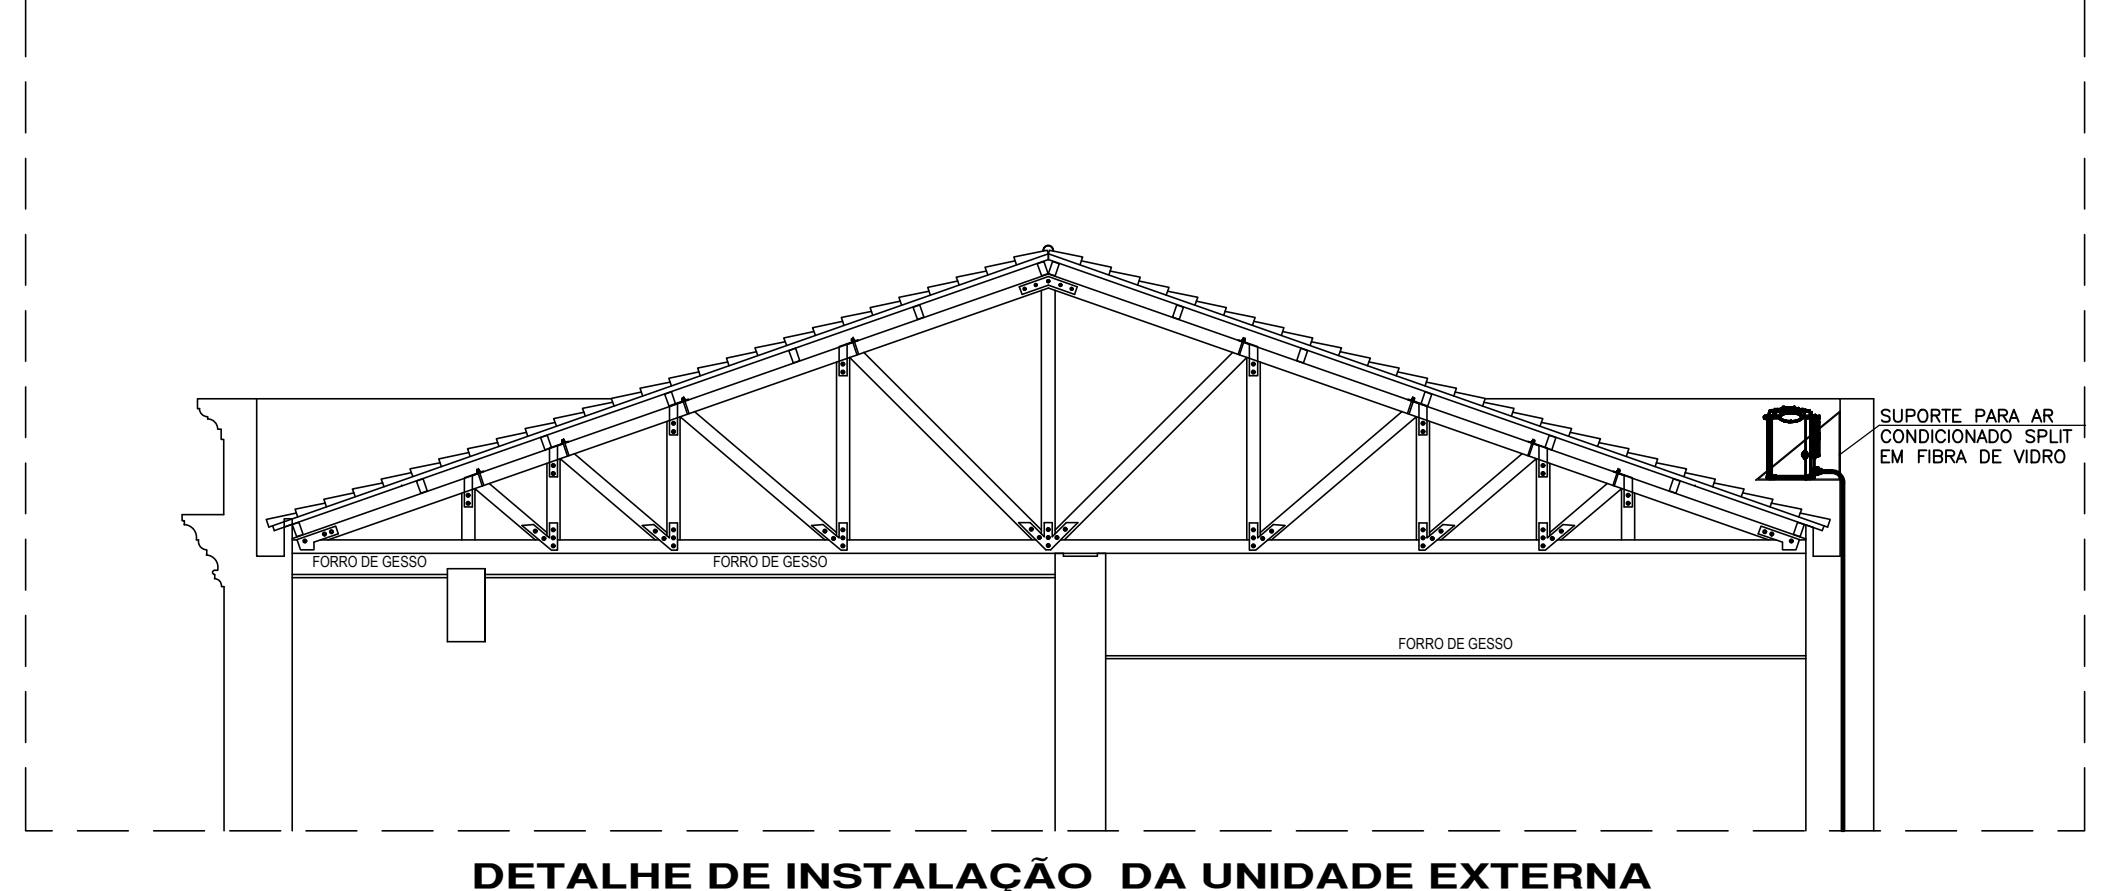 SUPORTE PARA AR
CONDICIONADO SPLIT
EM FIBRA DE VIDRO
FORRO DE GESSO
FORRO DE GESSO
FORRO DE GESSO
DETALHE DE INSTALAÇÃO DA UNIDADE EXTERNA